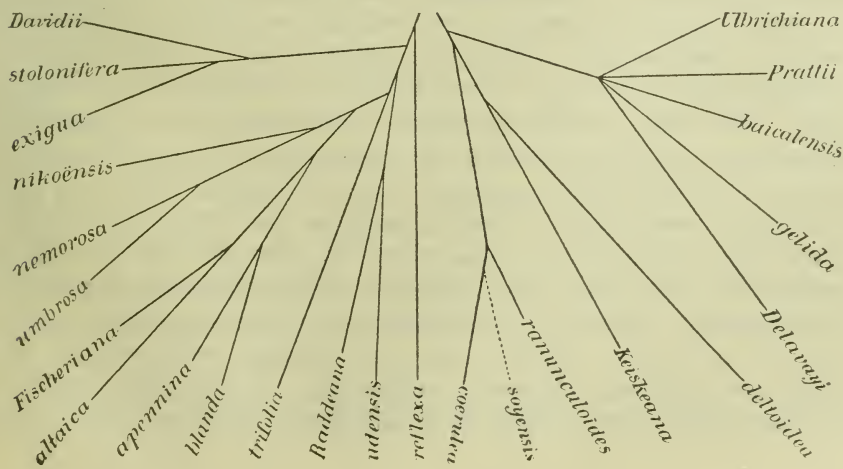 Davidii
stolonifera
exigua
nikoënsis
nemorosa
umbrosa
Fischeriana
altaica
apennina
blanda
trifolia
Raddeana
udensis
reflexa
coerulea
soyensis
ranunculoides
Keiskeana
deltoidea
Delavayi
gelida
baicalensis
Prattii
Ulbrichiana